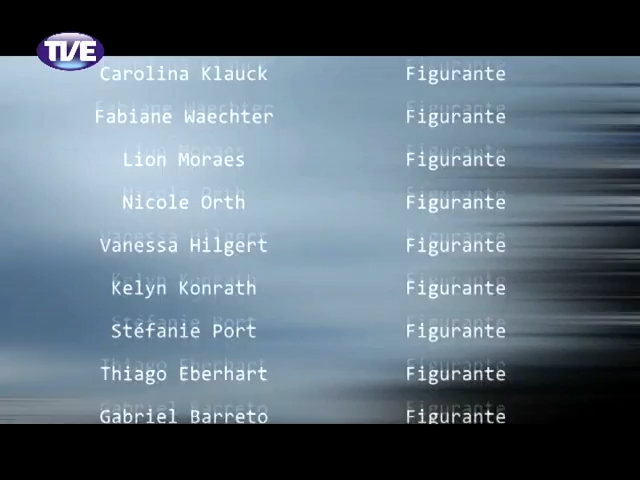 TVE
Carolina Klauck Figurante
Fabiane Waechter Figurante
Lion Moraes Figurante
Nicole Orth Figurante
Vanessa Hilgert Figurante
Kelyn Konrath Figurante
Stéfanie Port Figurante
Thiago Eberhart Figurante
Gabriel Barreto Figurante